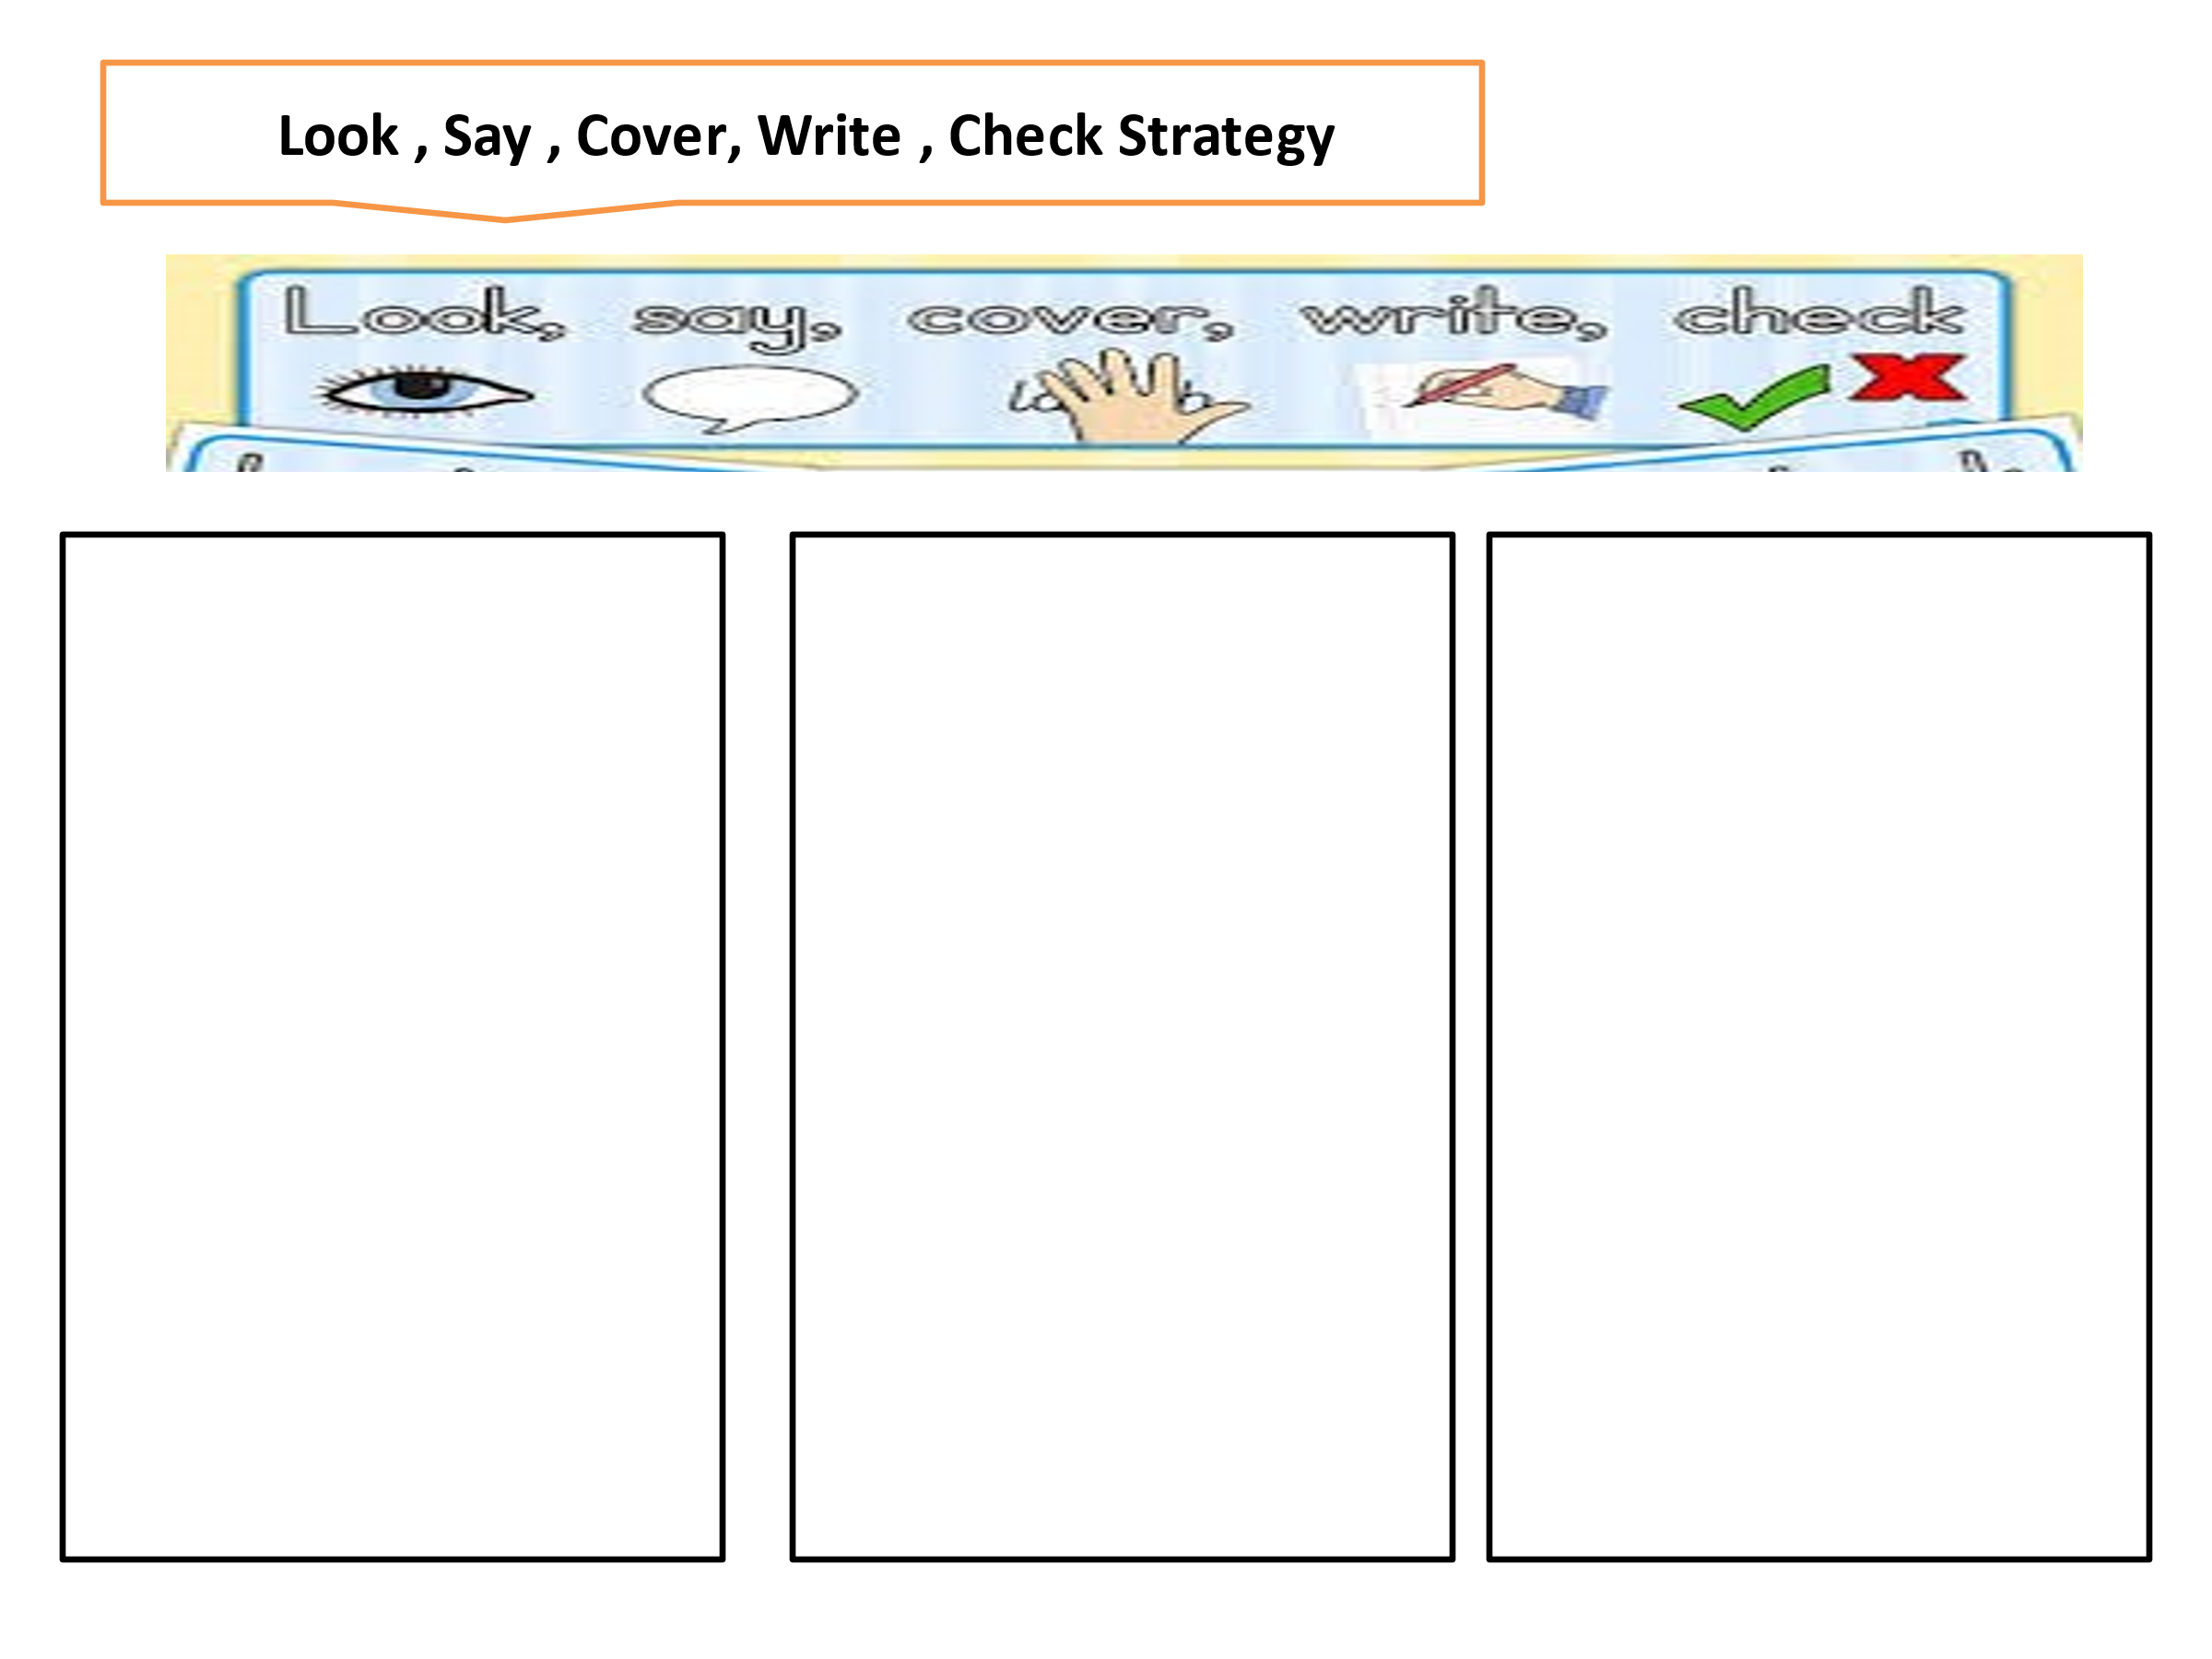 Look , Say , Cover, Write , Check Strategy
Look, say, cover, write, check